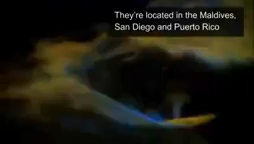 They're located in the Maldives,
San Diego and Puerto Rico